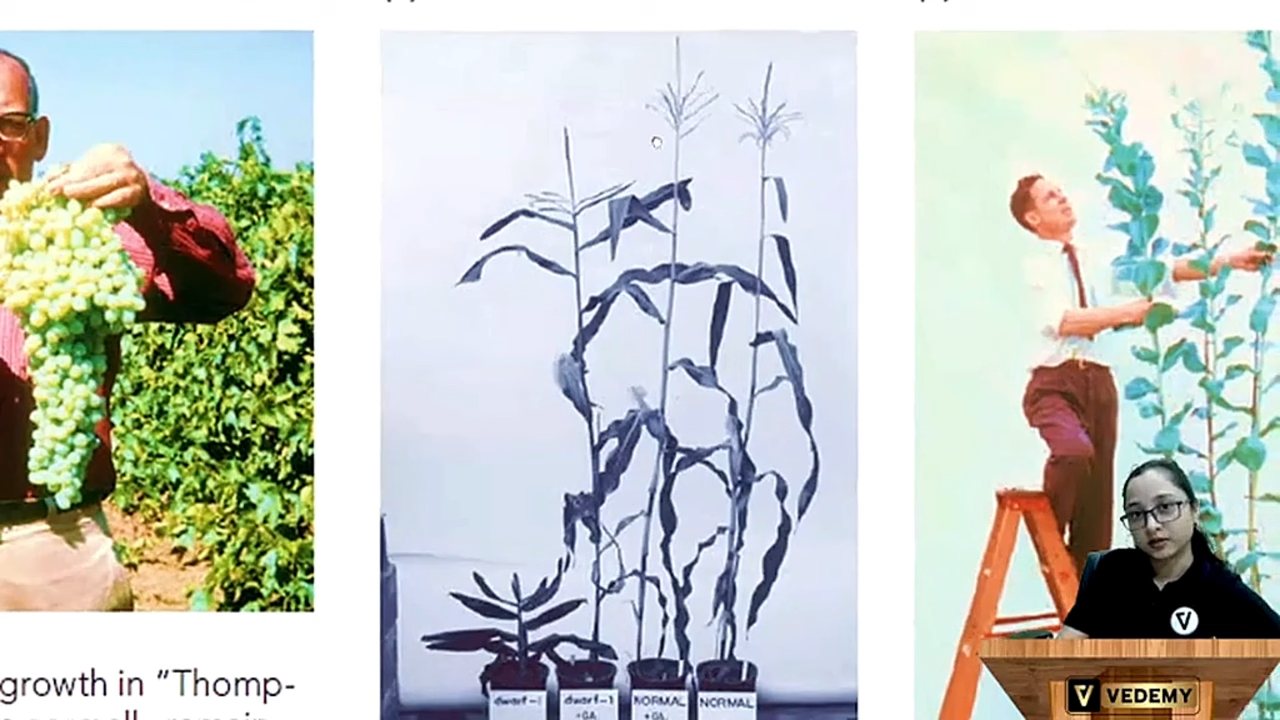 growth in "Thomp-
dwarf-1
dwarf-1
+GA
NORMAL
+GA
NORMAL
VEDEMY